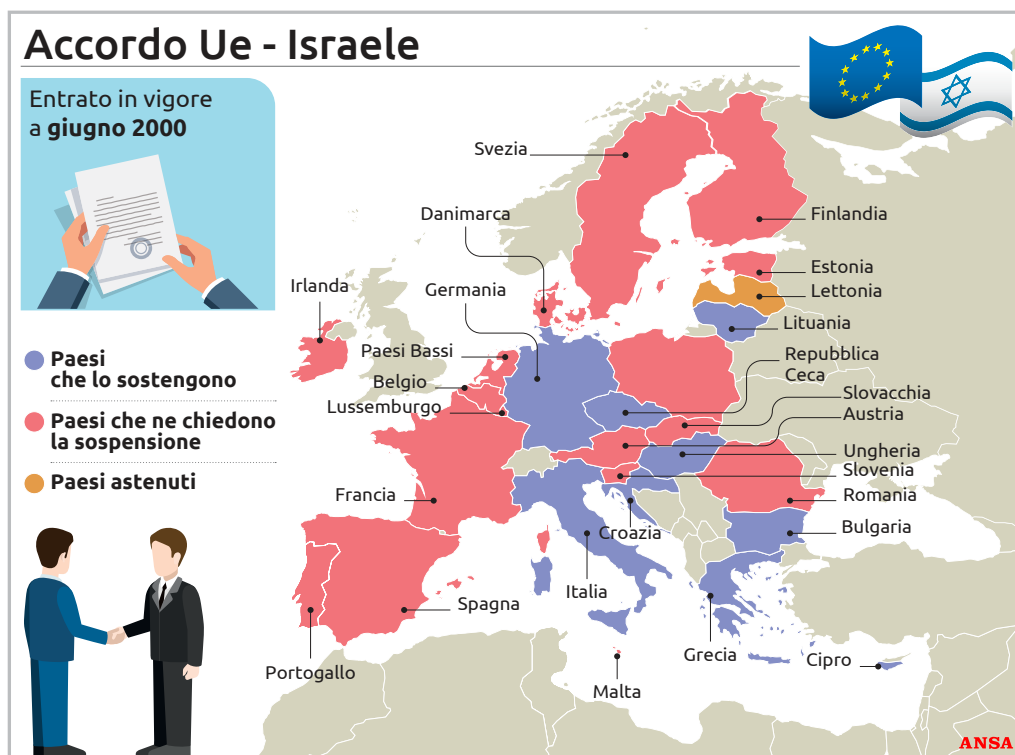 Accordo Ue - Israele
Entrato in vigore
a giugno 2000
Paesi
che lo sostengono
Paesi che ne chiedono
la sospensione
Paesi astenuti
Svezia
Danimarca
Finlandia
Estonia
Irlanda
Germania
Lettonia
Lituania
Paesi Bassi
Repubblica
Ceca
Belgio
Slovacchia
Lussemburgo
Austria
Ungheria
Slovenia
Francia
Romania
Bulgaria
Croazia
Italia
Spagna
Grecia
Cipro
Portogallo
Malta
ANSA